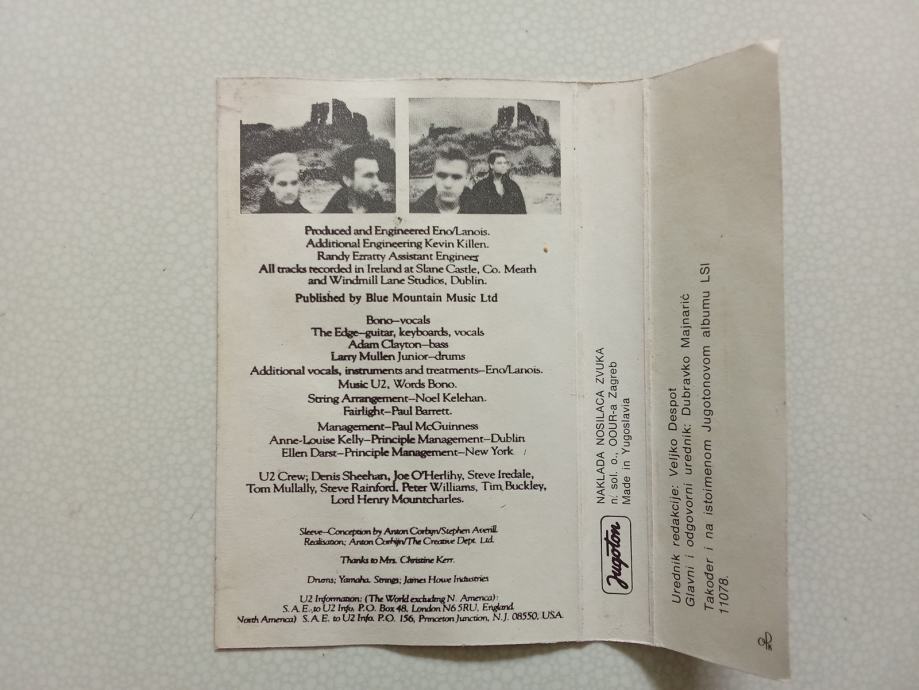 Produced and Engineered Eno/Lanois.
Additional Engineering Kevin Killen.
Randy Ezratty Assistant Engineer
All tracks recorded in Ireland at Slane Castle, Co. Meath
and Windmill Lane Studios, Dublin.
Published by Blue Mountain Music Ltd
Bono–vocals
The Edge–guitar, keyboards, vocals
Adam Clayton–bass
Larry Mullen Junior–drums
Additional vocals, instruments and treatments–Eno/Lanois.
Music U2, Words Bono.
String Arrangement–Noel Kelehan.
Fairlight–Paul Barrett.
Management–Paul McGuinness
Anne-Louise Kelly–Principle Management–Dublin
Ellen Darst–Principle Management–New York
U2 Crew; Denis Sheehan, Joe O'Herlihy, Steve Iredale,
Tom Mullally, Steve Rainford, Peter Williams, Tim Buckley,
Lord Henry Mountcharles.
Sleeve–Conception by Anton Corbijn/Stephen Averill.
Realisation; Anton Corbijn/The Creative Dept. Ltd.
Thanks to Mrs. Christine Kerr.
Drums; Yamaha. Strings; James Howe Industries
U2 Information: (The World excluding N. America):
S.A.E. to U2 Info. P.O. Box 48, London N6 5RU, England.
North America) S.A.E. to U2 Info. P.O. 156, Princeton Junction, N.J. 08550, USA.
Jugoton
NAKLADA NOSILACA ZVUKA
n. sol. o., OOUR-a Zagreb
Made in Yugoslavia
Urednik redakcije: Veljko Despot
Glavni i odgovorni urednik: Dubravko Majnarić
Također i na istoimenom Jugotonovom albumu LSI
11078.